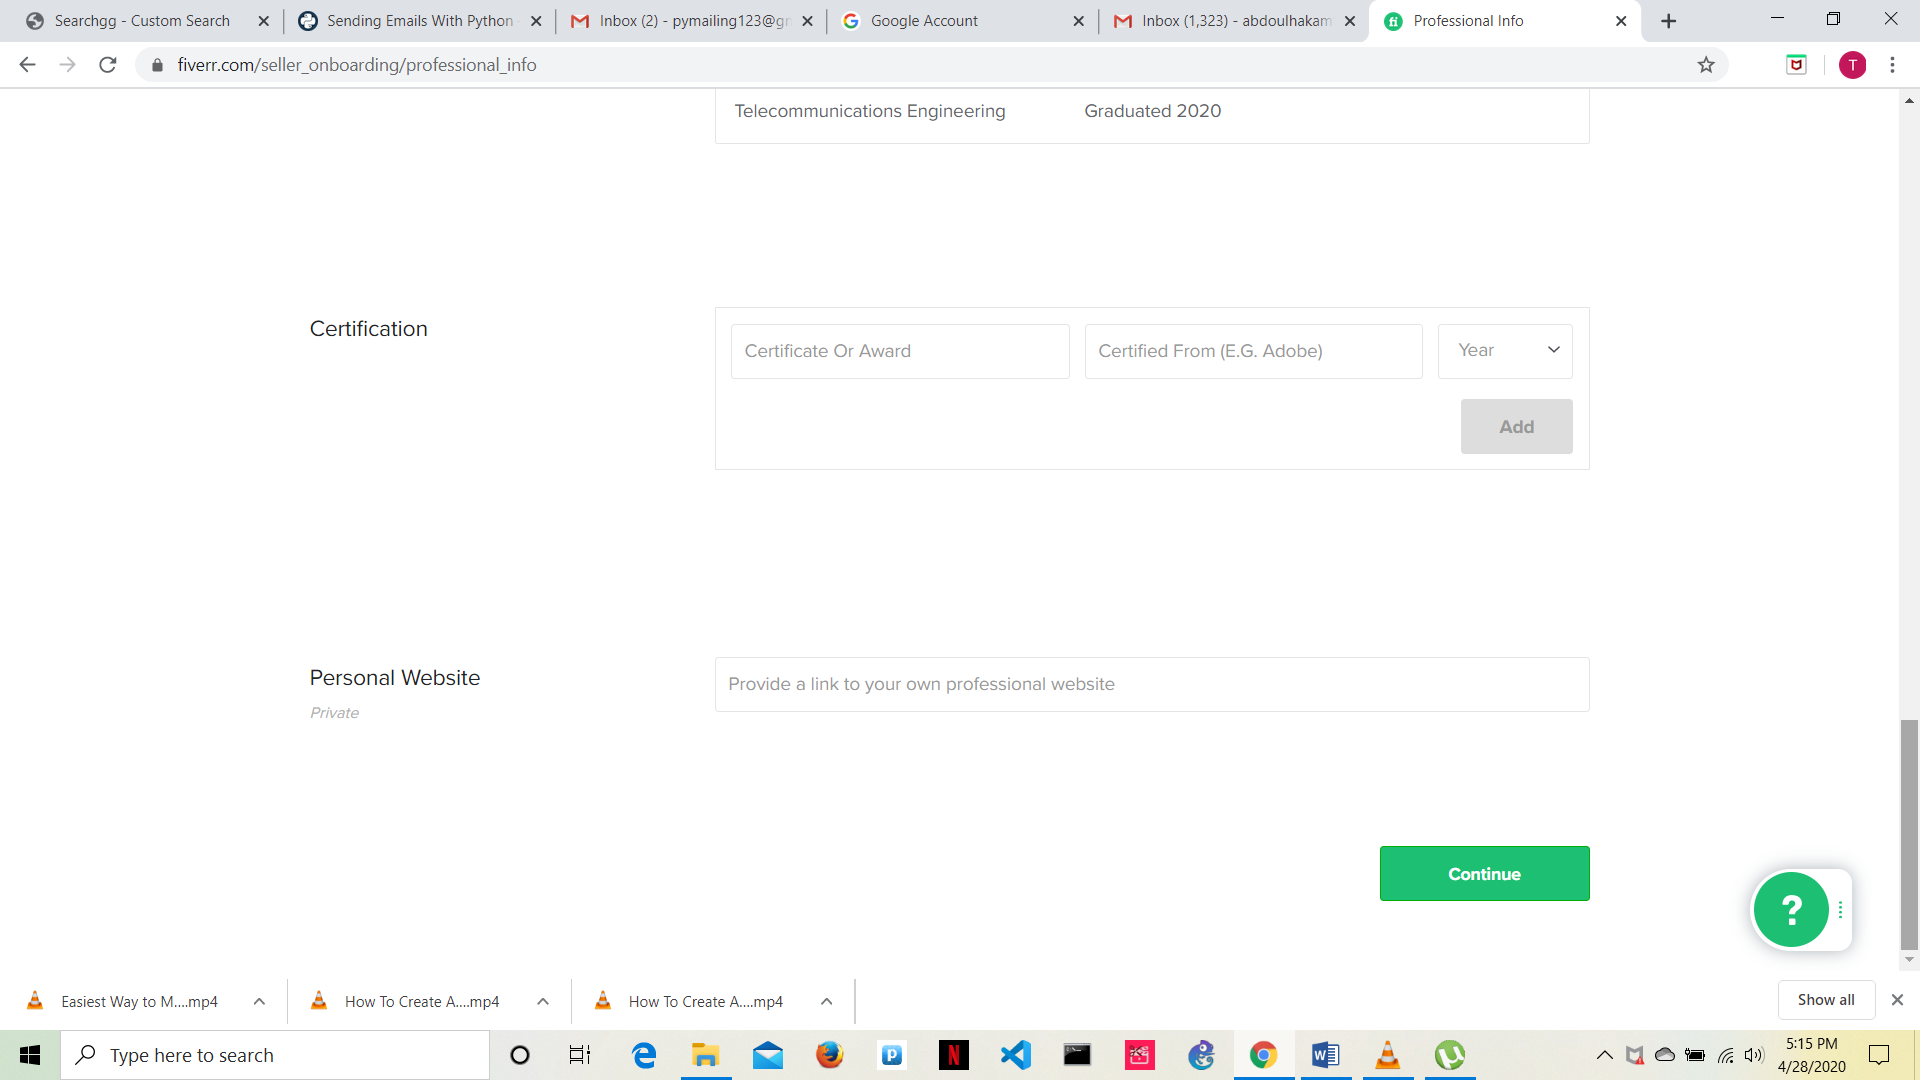 Searchgg - Custom Search
Sending Emails With Python
Inbox (2) - pymailing123@g
Google Account
Inbox (1,323) - abdoulhakam
fi Professional Info
fiverr.com/seller_onboarding/professional_info
T
Telecommunications Engineering Graduated 2020
Certification
Certificate Or Award
Certified From (E.G. Adobe)
Year
Add
Personal Website
Private
Provide a link to your own professional website
Continue
?
Easiest Way to M....mp4
How To Create A....mp4
How To Create A....mp4
Show all
Type here to search
5:15 PM
4/28/2020